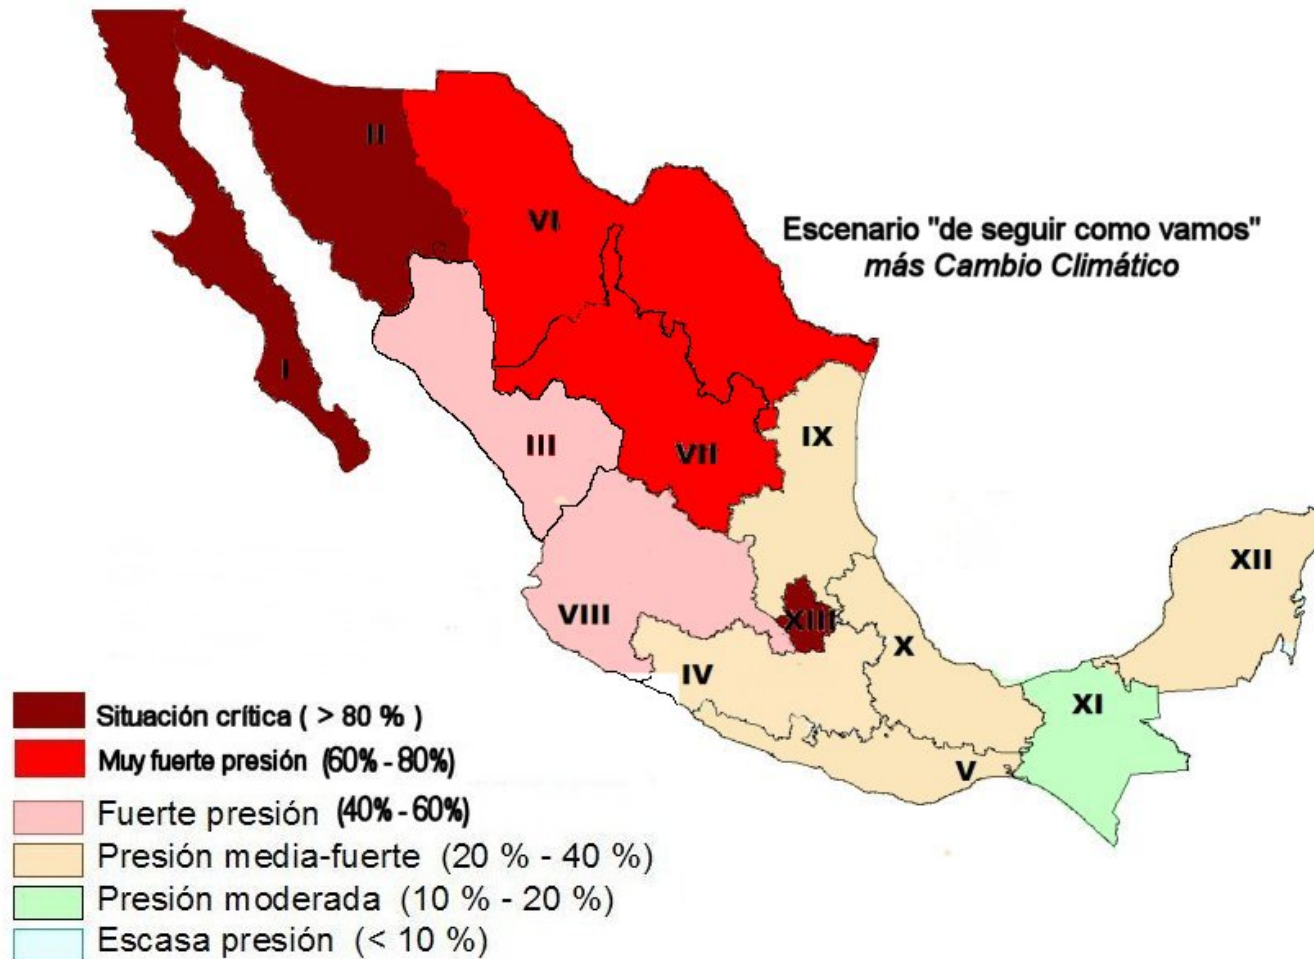 II
VI
Escenario "de seguir como vamos"
más Cambio Climático
I
III
VII
IX
XII
VIII
XIII
X
IV
XI
V
Situación crítica ( > 80 % )
Muy fuerte presión (60% - 80%)
Fuerte presión (40% - 60%)
Presión media-fuerte (20 % - 40 %)
Presión moderada (10 % - 20 %)
Escasa presión (< 10 %)